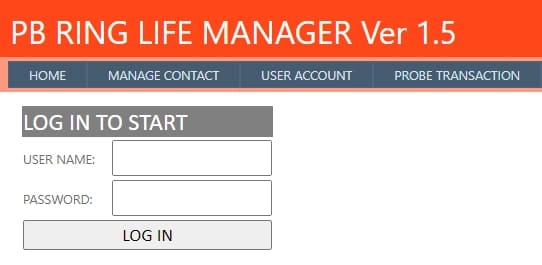 PB RING LIFE MANAGER Ver 1.5
HOME MANAGE CONTACT USER ACCOUNT PROBE TRANSACTION
LOG IN TO START
USER NAME:
PASSWORD:
LOG IN